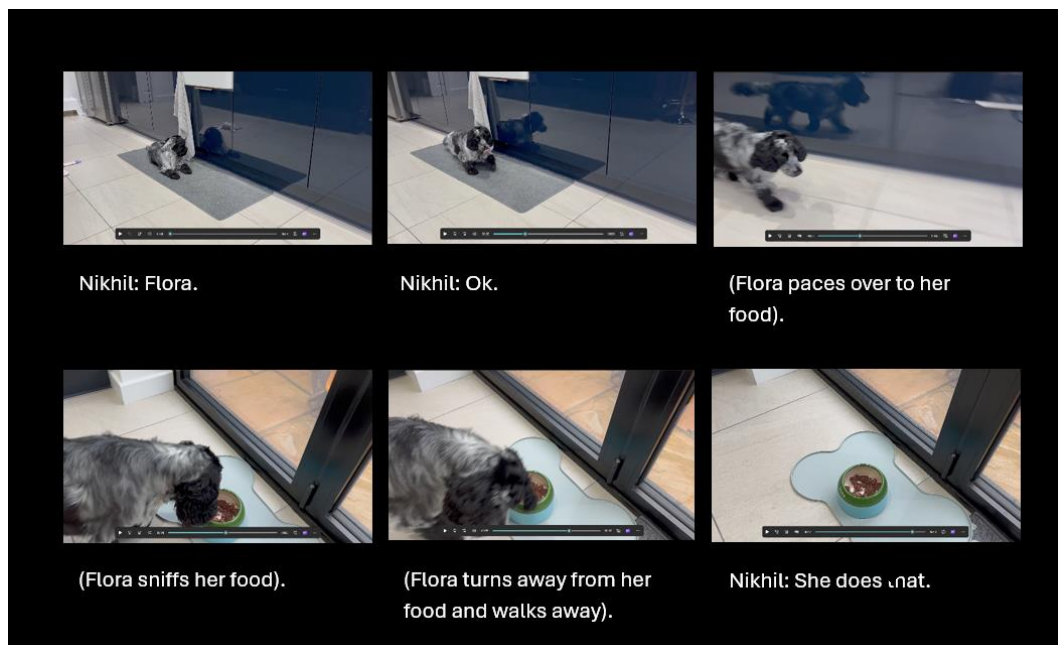 Nikhil: Flora.
Nikhil: Ok.
(Flora paces over to her
food).
(Flora sniffs her food).
(Flora turns away from her
food and walks away).
Nikhil: She does that.